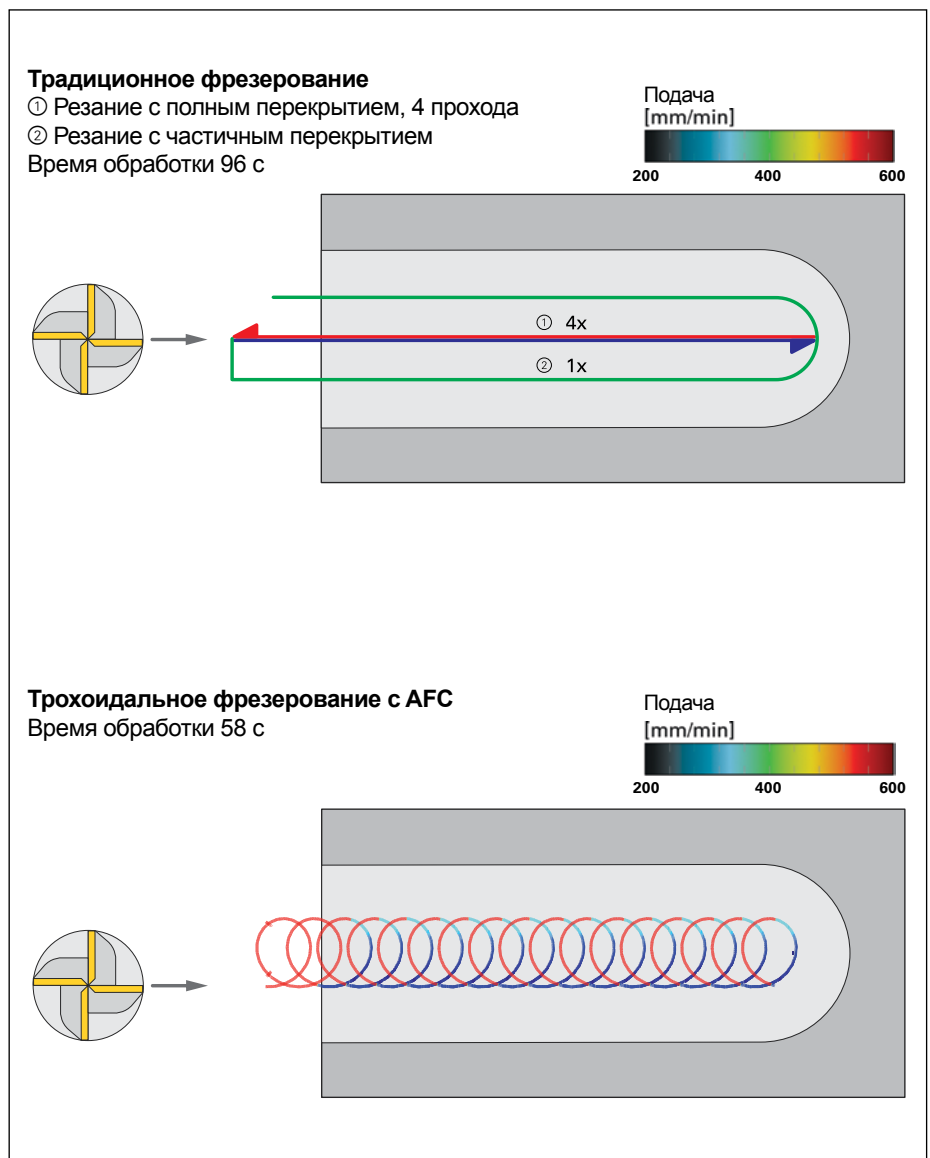 Традиционное фрезерование
① Резание с полным перекрытием, 4 прохода
② Резание с частичным перекрытием
Время обработки 96 с
Подача
[mm/min]
200 400 600
① 4x
② 1x
Трохоидальное фрезерование с AFC
Время обработки 58 с
Подача
[mm/min]
200 400 600